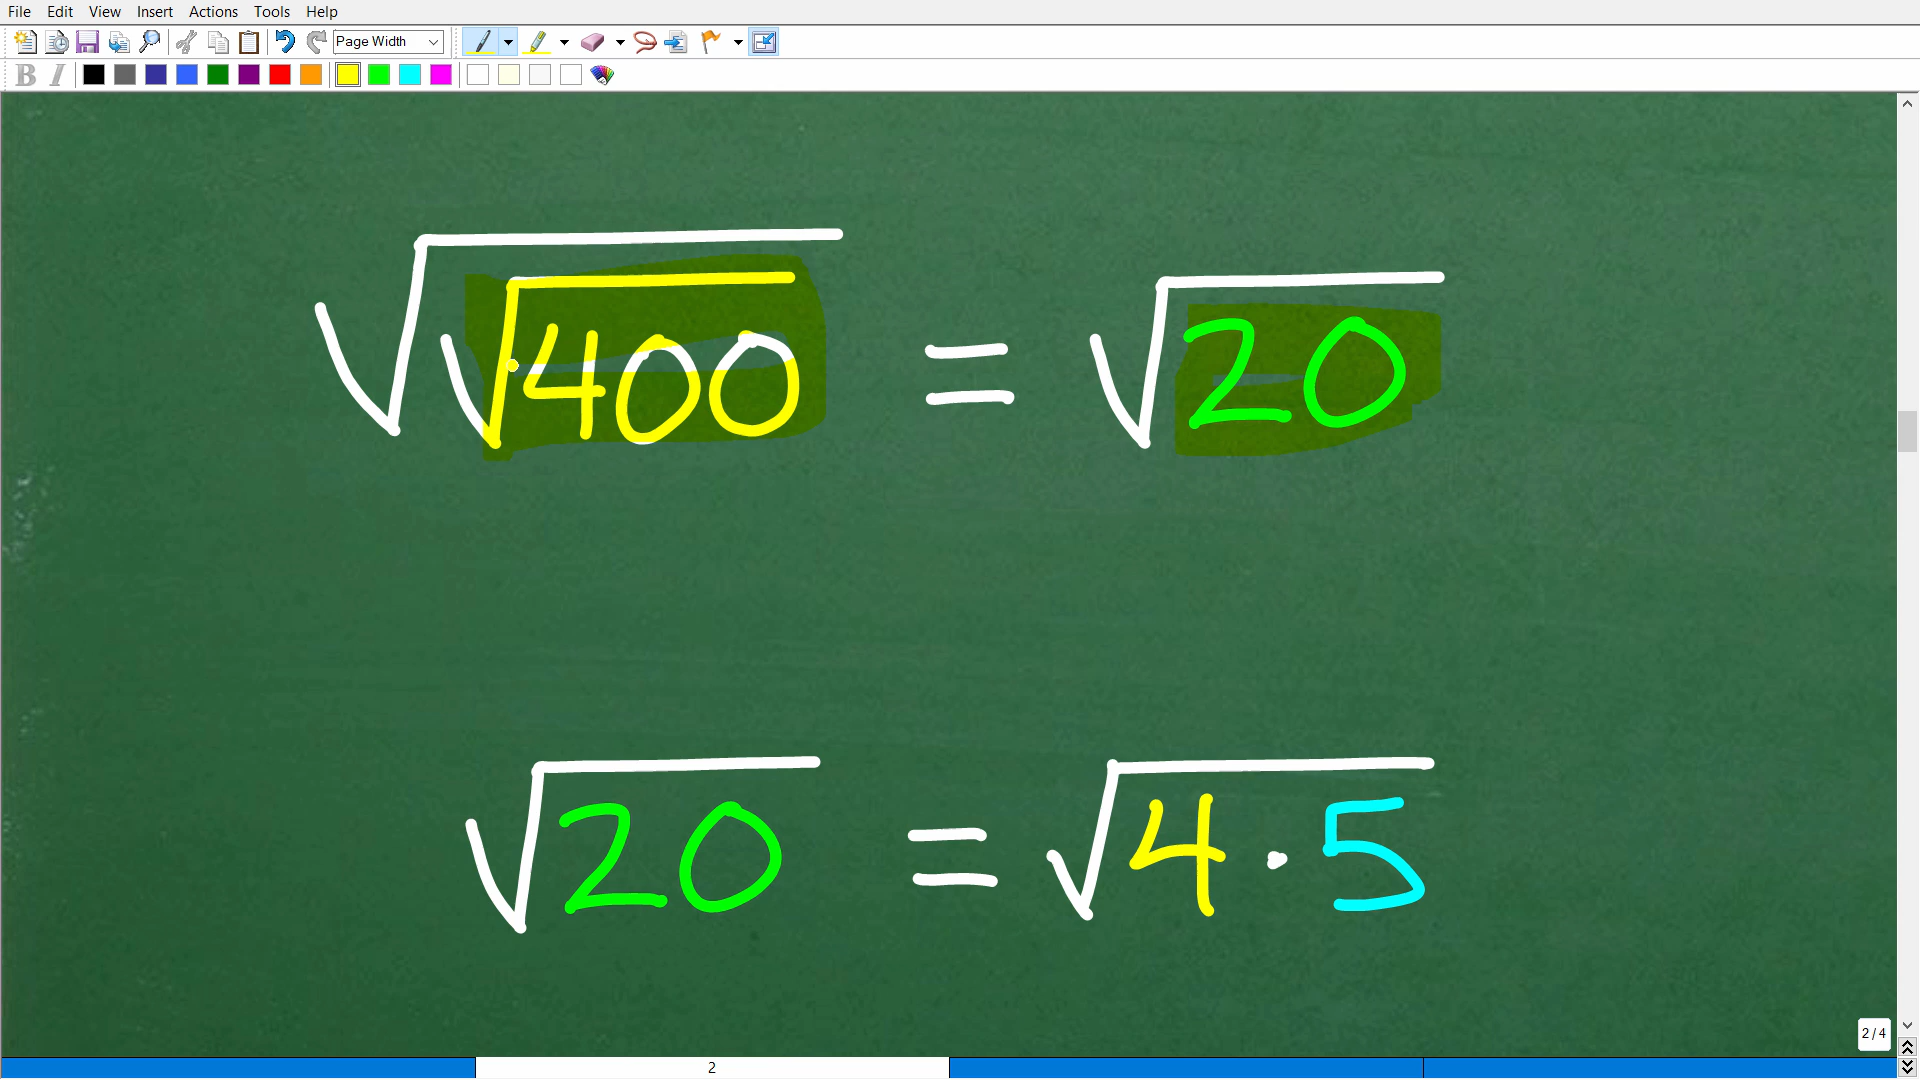 File Edit View Insert Actions Tools Help
Page Width
B I
√√400 = √20
√20 = √4·5
2/4
2